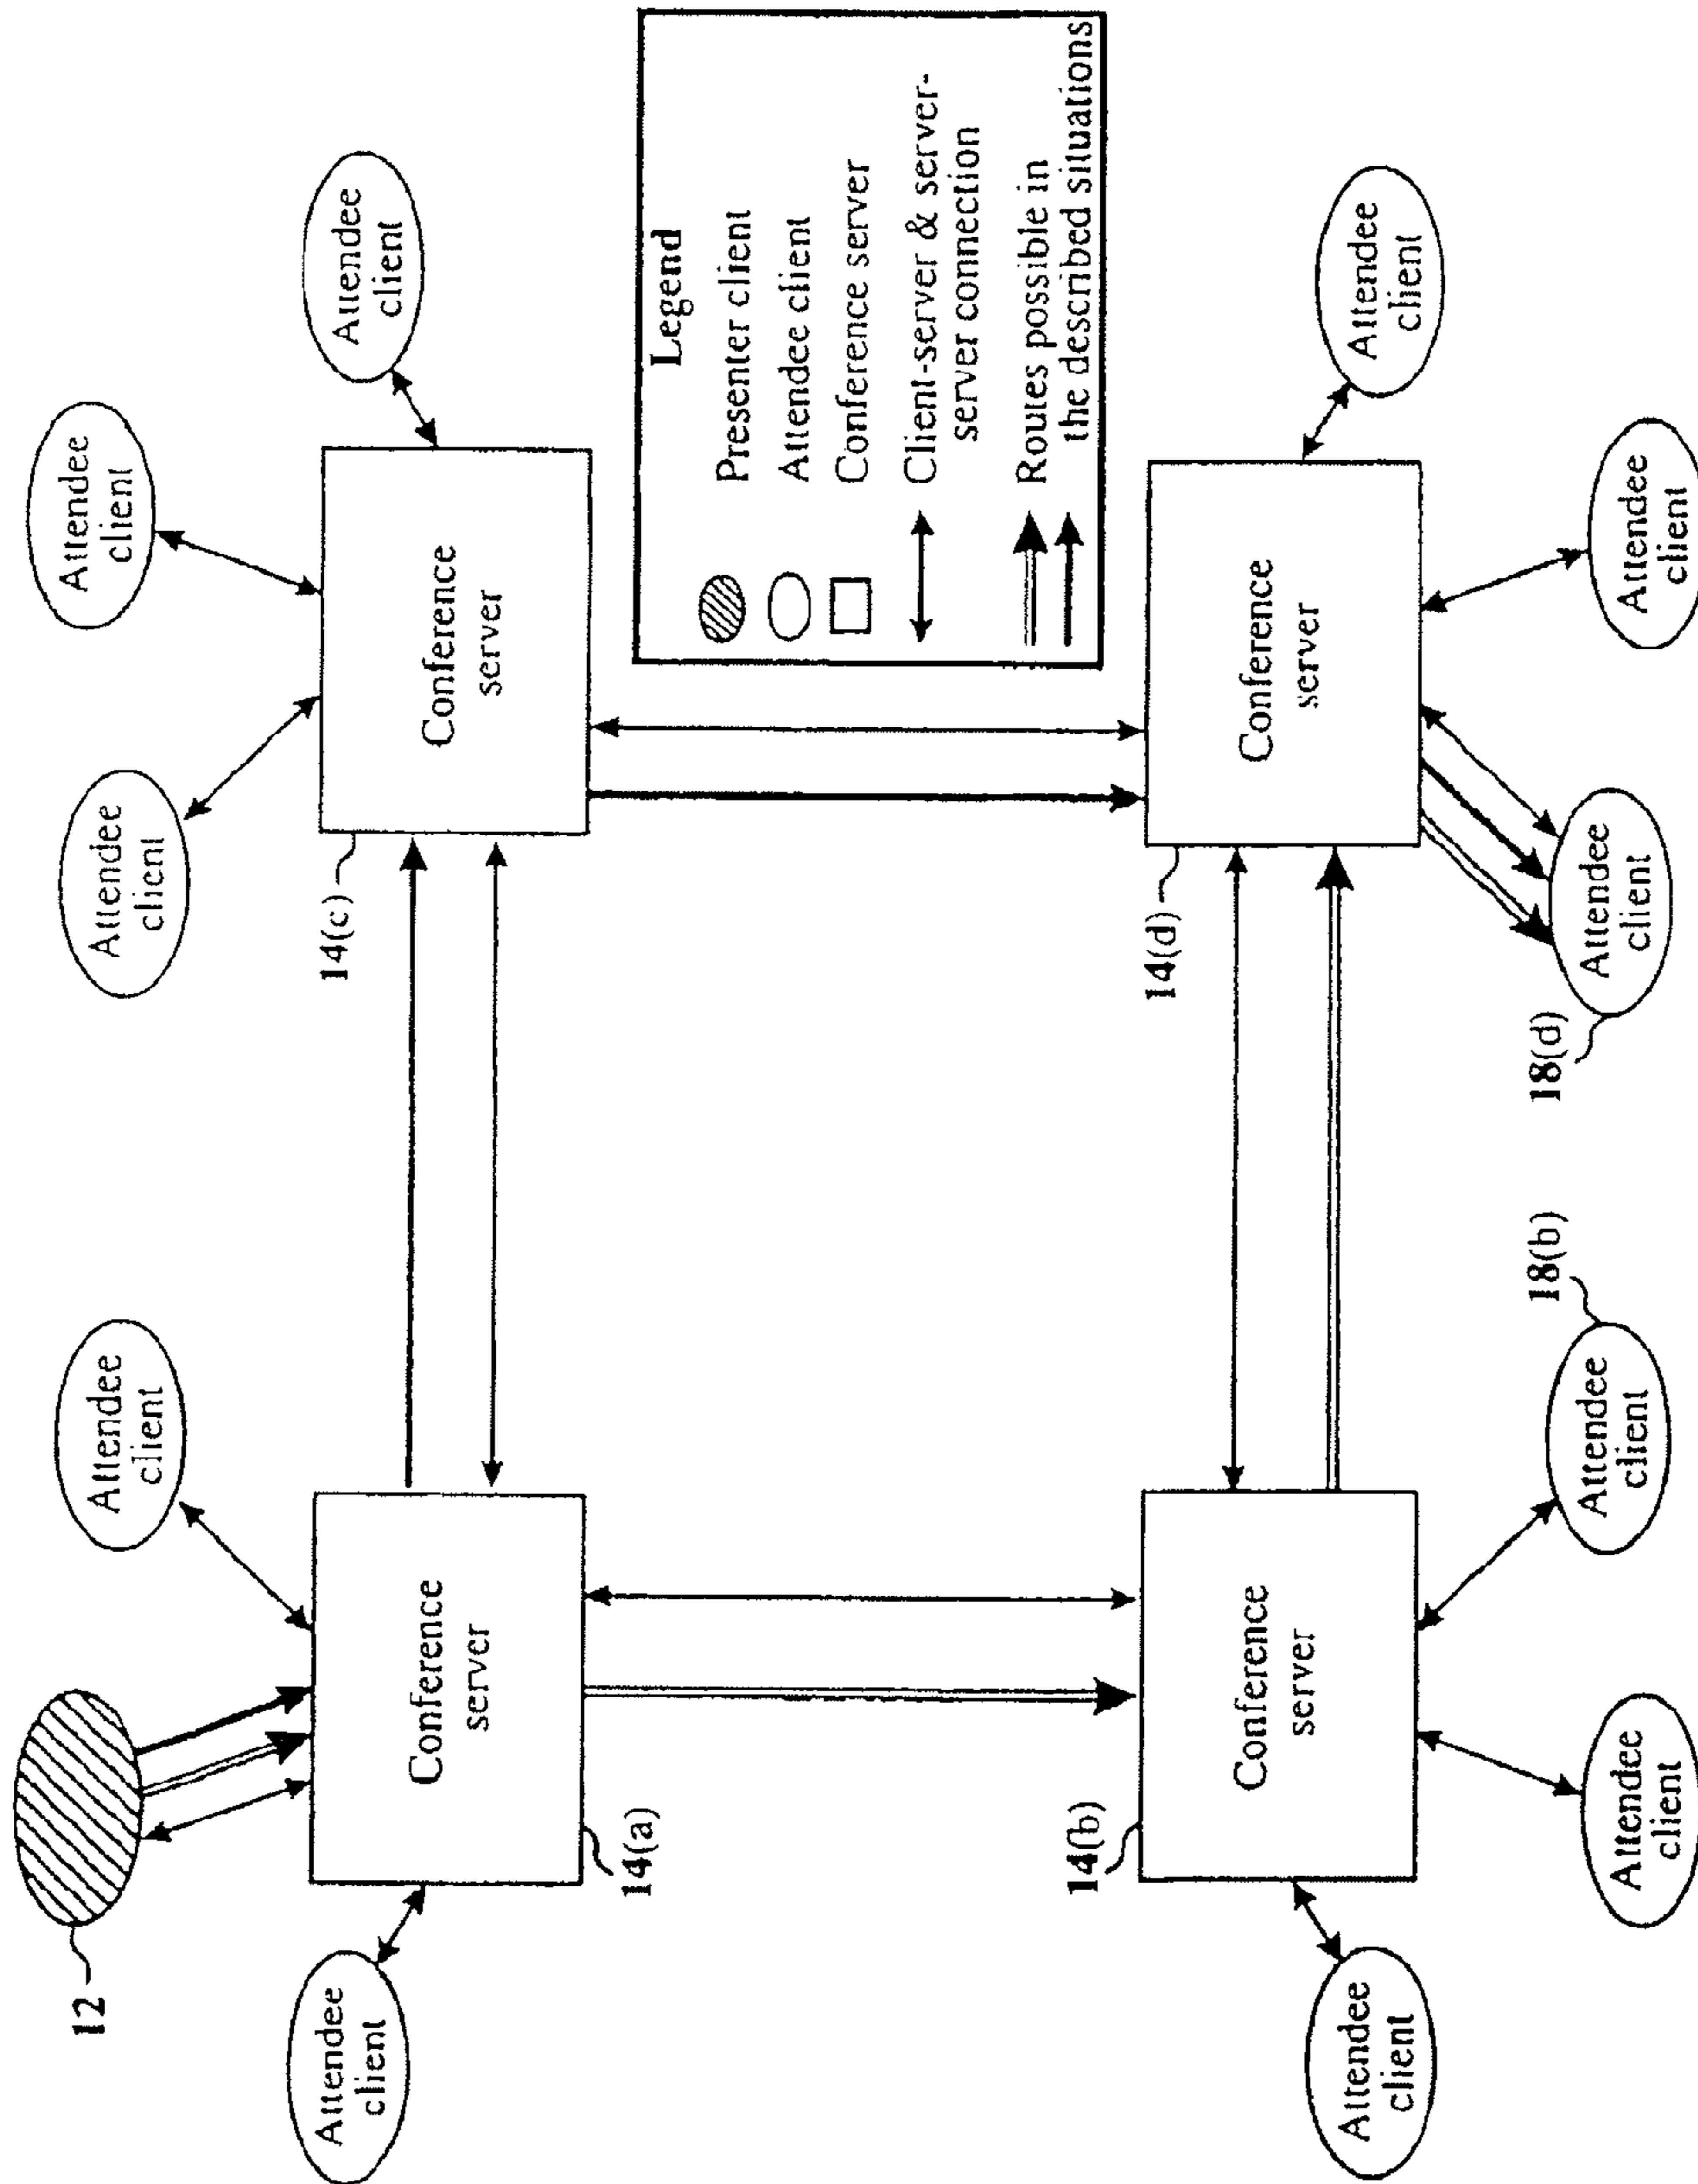 12
Attendee
client
Attendee
client
Attendee
client
Attendee
client
Attendee
client
Conference
server
14(a)
Conference
server
14(c)
Legend
Presenter client
Attendee client
Conference server
Client-server & server-
server connection
Routes possible in
the described situations
Conference
server
14(b)
Conference
server
14(d)
Attendee
client
Attendee
client
Attendee
client
18(b)
Attendee
client
18(d)
Attendee
client
Attendee
client